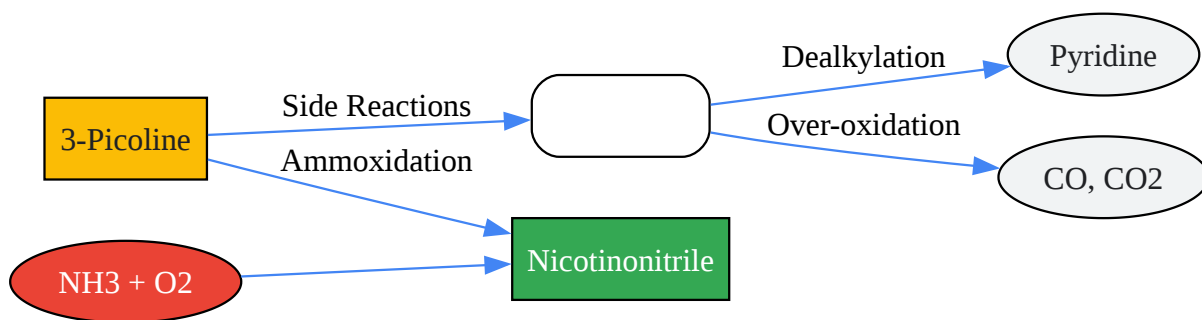 Dealkylation
Pyridine
Side Reactions
Over-oxidation
3-Picoline
Ammoxidation
CO, CO2
Nicotinonitrile
NH3 + O2